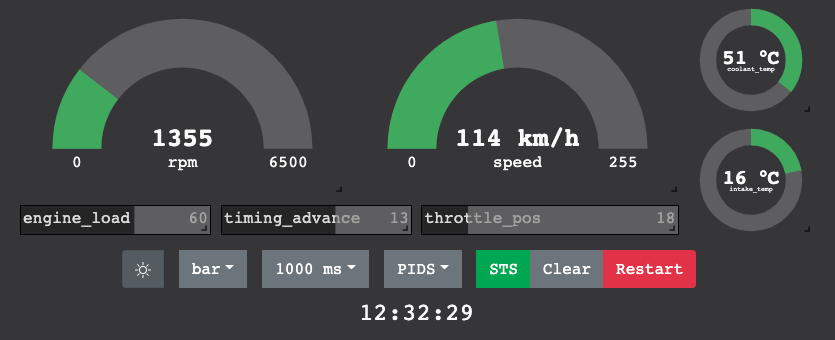 1355
0 rpm 6500
114 km/h
0 speed 255
51 °C
coolant_temp
16 °C
intake_temp
engine_load 60
timing_advance 13
throttle_pos 18
bar
1000 ms
PIDS
STS
Clear
Restart
12:32:29